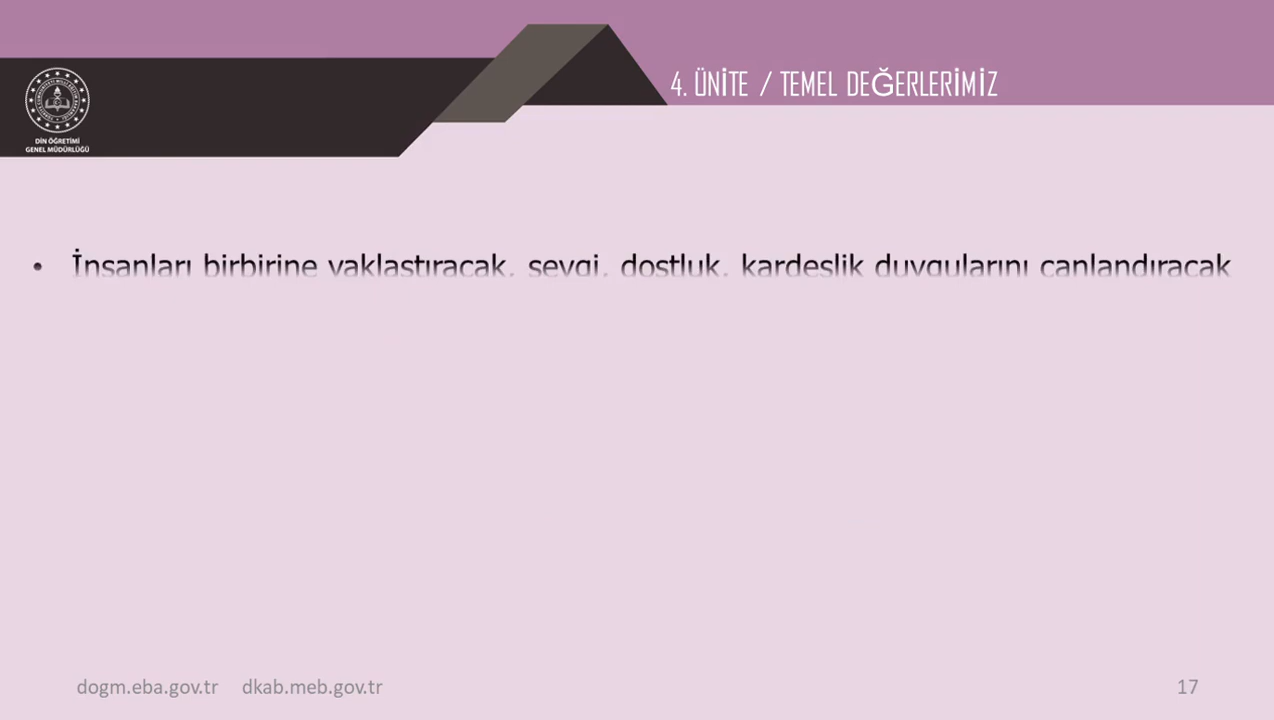 4. ÜNİTE / TEMEL DEĞERLERİMİZ
DİN ÖĞRETİMİ
GENEL MÜDÜRLÜĞÜ
• İnsanları birbirine yaklaştıracak, sevgi, dostluk, kardeşlik duygularını canlandıracak
dogm.eba.gov.tr dkab.meb.gov.tr
17